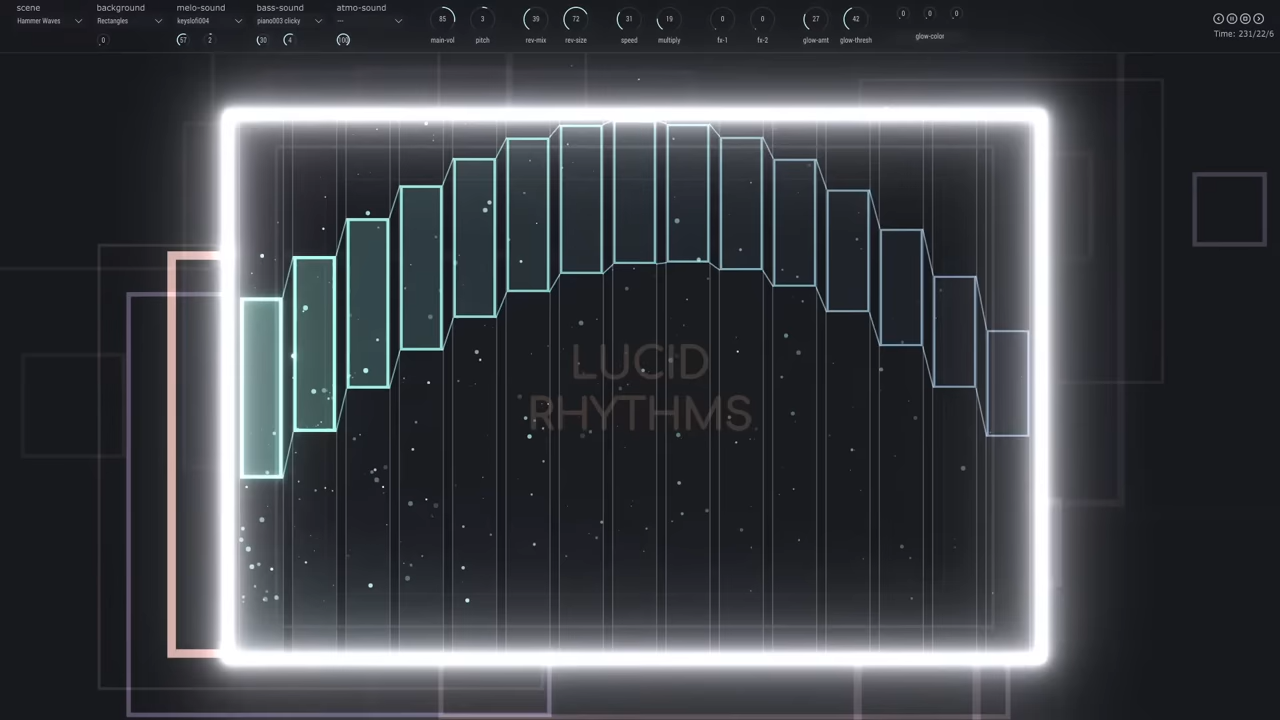 scene background melo-sound bass-sound atmo-sound
Hammer Waves Rectangles keyslofi004 piano003 clicky ---
0 57 2 30 4 100
85 3 39 72 31 19 0 0 27 42 0 0 0
main-vol pitch rev-mix rev-size speed multiply fx-1 fx-2 glow-amt glow-thresh glow-color
Time: 231/22/6
LUCID
RHYTHMS